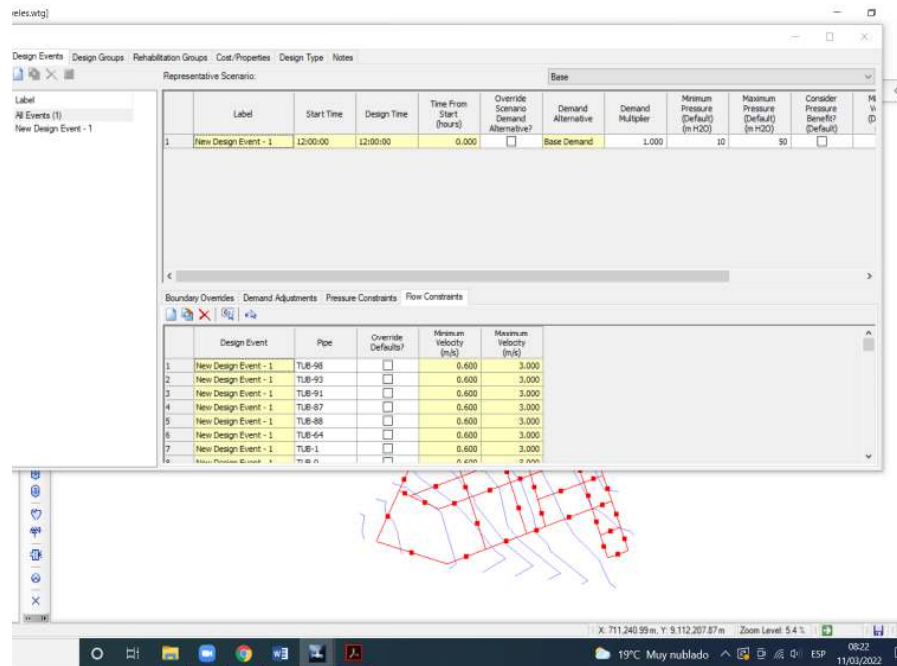 veles.wtg]
Design Events Design Groups Rehabilitation Groups Cost/Properties Design Type Notes
Representative Scenario: Base
Label
All Events (1)
New Design Event - 1
Label Start Time Design Time Time From Start (hours) Override Scenario Demand Alternative? Demand Alternative Demand Multiplier Minimum Pressure (Default) (m H2O) Maximum Pressure (Default) (m H2O) Consider Pressure Benefit? (Default)
1 New Design Event - 1 12:00:00 12:00:00 0.000 Base Demand 1.000 10 50
Boundary Overrides Demand Adjustments Pressure Constraints Flow Constraints
Design Event Pipe Override Defaults? Minimum Velocity (m/s) Maximum Velocity (m/s)
1 New Design Event - 1 TUB-98 0.600 3.000
2 New Design Event - 1 TUB-93 0.600 3.000
3 New Design Event - 1 TUB-91 0.600 3.000
4 New Design Event - 1 TUB-87 0.600 3.000
5 New Design Event - 1 TUB-88 0.600 3.000
6 New Design Event - 1 TUB-64 0.600 3.000
7 New Design Event - 1 TUB-1 0.600 3.000
X: 711,240.99 m, Y: 9,112,207.87 m Zoom Level: 5.4 %
19°C Muy nublado ESP 08:22
11/03/2022